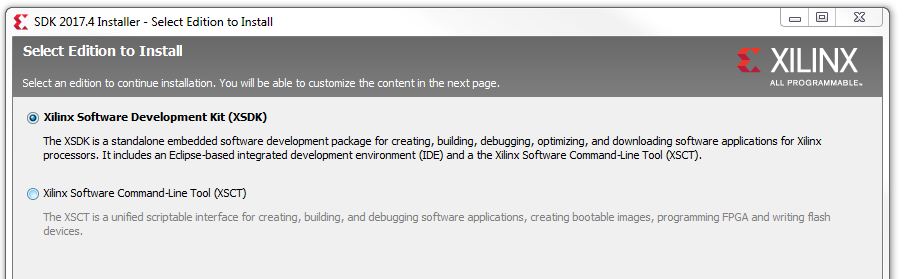 SDK 2017.4 Installer - Select Edition to Install
Select Edition to Install
Select an edition to continue installation. You will be able to customize the content in the next page.
XILINX
ALL PROGRAMMABLE™
Xilinx Software Development Kit (XSDK)
The XSDK is a standalone embedded software development package for creating, building, debugging, optimizing, and downloading software applications for Xilinx
processors. It includes an Eclipse-based integrated development environment (IDE) and a the Xilinx Software Command-Line Tool (XSCT).
Xilinx Software Command-Line Tool (XSCT)
The XSCT is a unified scriptable interface for creating, building, and debugging software applications, creating bootable images, programming FPGA and writing flash
devices.